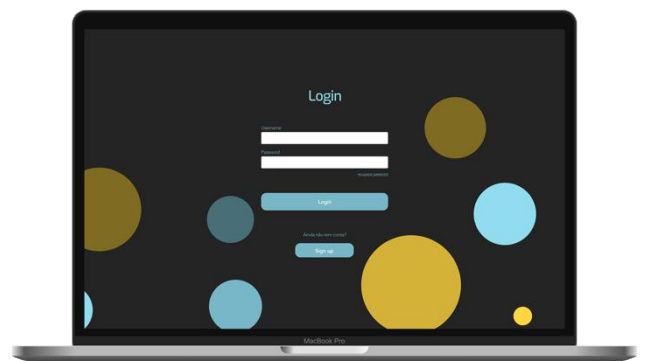 Login
Username
Password
Login
Ainda não tem conta?
Sign up
MacBook Pro